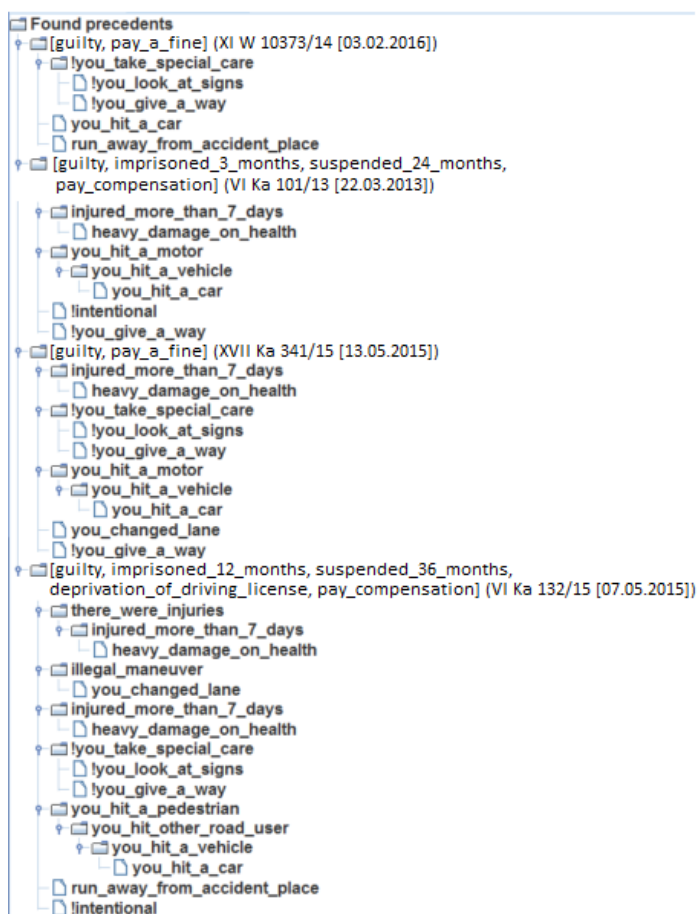 Found precedents
[guilty, pay_a_fine] (XI W 10373/14 [03.02.2016])
!you_take_special_care
!you_look_at_signs
!you_give_a_way
you_hit_a_car
run_away_from_accident_place
[guilty, imprisoned_3_months, suspended_24_months,
pay_compensation] (VI Ka 101/13 [22.03.2013])
injured_more_than_7_days
heavy_damage_on_health
you_hit_a_motor
you_hit_a_vehicle
you_hit_a_car
!intentional
!you_give_a_way
[guilty, pay_a_fine] (XVII Ka 341/15 [13.05.2015])
injured_more_than_7_days
heavy_damage_on_health
!you_take_special_care
!you_look_at_signs
!you_give_a_way
you_hit_a_motor
you_hit_a_vehicle
you_hit_a_car
you_changed_lane
!you_give_a_way
[guilty, imprisoned_12_months, suspended_36_months,
deprivation_of_driving_license, pay_compensation] (VI Ka 132/15 [07.05.2015])
there_were_injuries
injured_more_than_7_days
heavy_damage_on_health
illegal_maneuver
you_changed_lane
injured_more_than_7_days
heavy_damage_on_health
!you_take_special_care
!you_look_at_signs
!you_give_a_way
you_hit_a_pedestrian
you_hit_other_road_user
you_hit_a_vehicle
you_hit_a_car
run_away_from_accident_place
!intentional